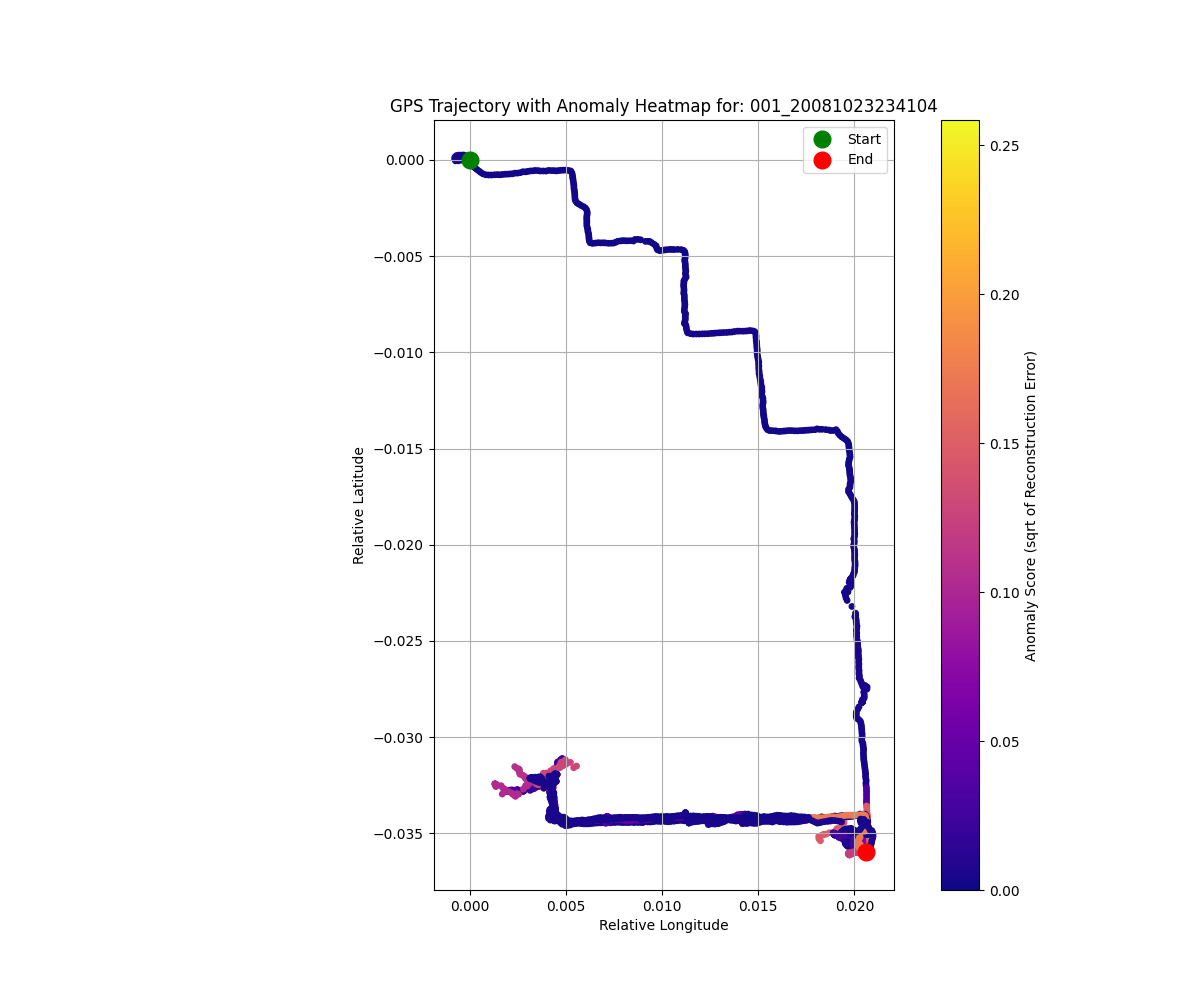 GPS Trajectory with Anomaly Heatmap for: 001_20081023234104
Start
End
0.000
−0.005
−0.010
−0.015
−0.020
−0.025
−0.030
−0.035
Relative Latitude
0.000 0.005 0.010 0.015 0.020
Relative Longitude
0.25
0.20
0.15
0.10
0.05
0.00
Anomaly Score (sqrt of Reconstruction Error)